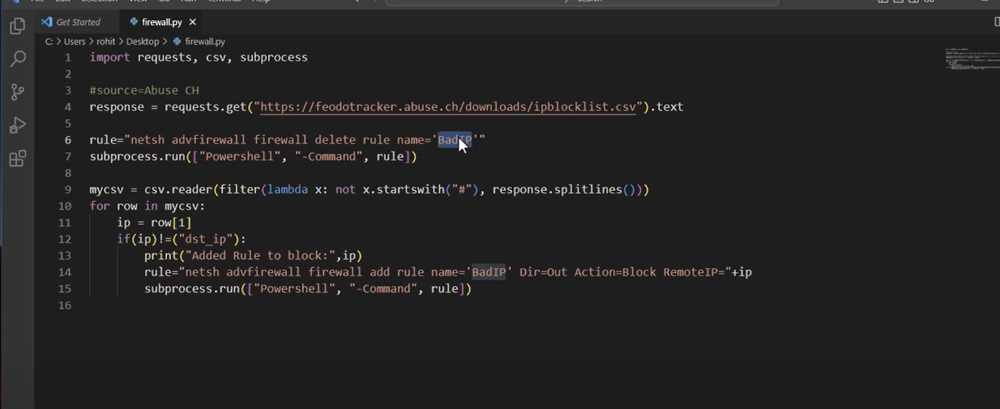 Get Started firewall.py
C: > Users > rohit > Desktop > firewall.py
1 import requests, csv, subprocess
2
3 #source=Abuse CH
4 response = requests.get("https://feodotracker.abuse.ch/downloads/ipblocklist.csv").text
5
6 rule="netsh advfirewall firewall delete rule name='BadIP'"
7 subprocess.run(["Powershell", "-Command", rule])
8
9 mycsv = csv.reader(filter(lambda x: not x.startswith("#"), response.splitlines()))
10 for row in mycsv:
11 ip = row[1]
12 if(ip)!=("dst_ip"):
13 print("Added Rule to block:",ip)
14 rule="netsh advfirewall firewall add rule name='BadIP' Dir=Out Action=Block RemoteIP="+ip
15 subprocess.run(["Powershell", "-Command", rule])
16